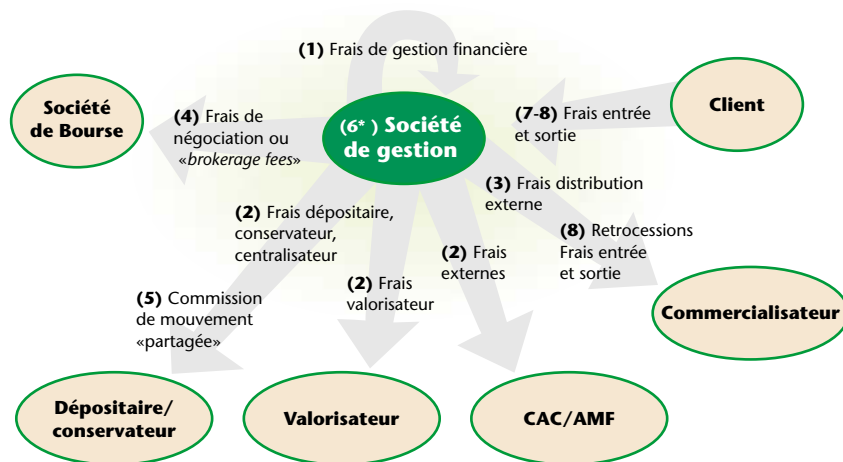 (1) Frais de gestion financière
Société
de Bourse
(4) Frais de
négociation ou
«brokerage fees»
(6* ) Société
de gestion
(7-8) Frais entrée
et sortie
Client
(3) Frais distribution
externe
(2) Frais dépositaire,
conservateur,
centralisateur
(2) Frais
valorisateur
(2) Frais
externes
(8) Retrocessions
Frais entrée
et sortie
(5) Commission
de mouvement
«partagée»
Commercialisateur
Dépositaire/
conservateur
Valorisateur
CAC/AMF